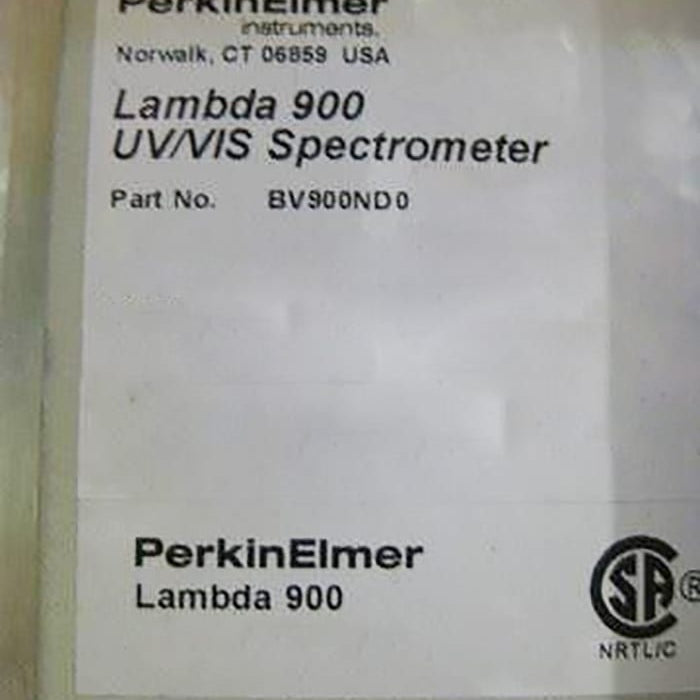 PerkinElmer
instruments.
Norwalk, CT 06859 USA
Lambda 900
UV/VIS Spectrometer
Part No. BV900ND0
PerkinElmer
Lambda 900
SA ®
NRTL/C